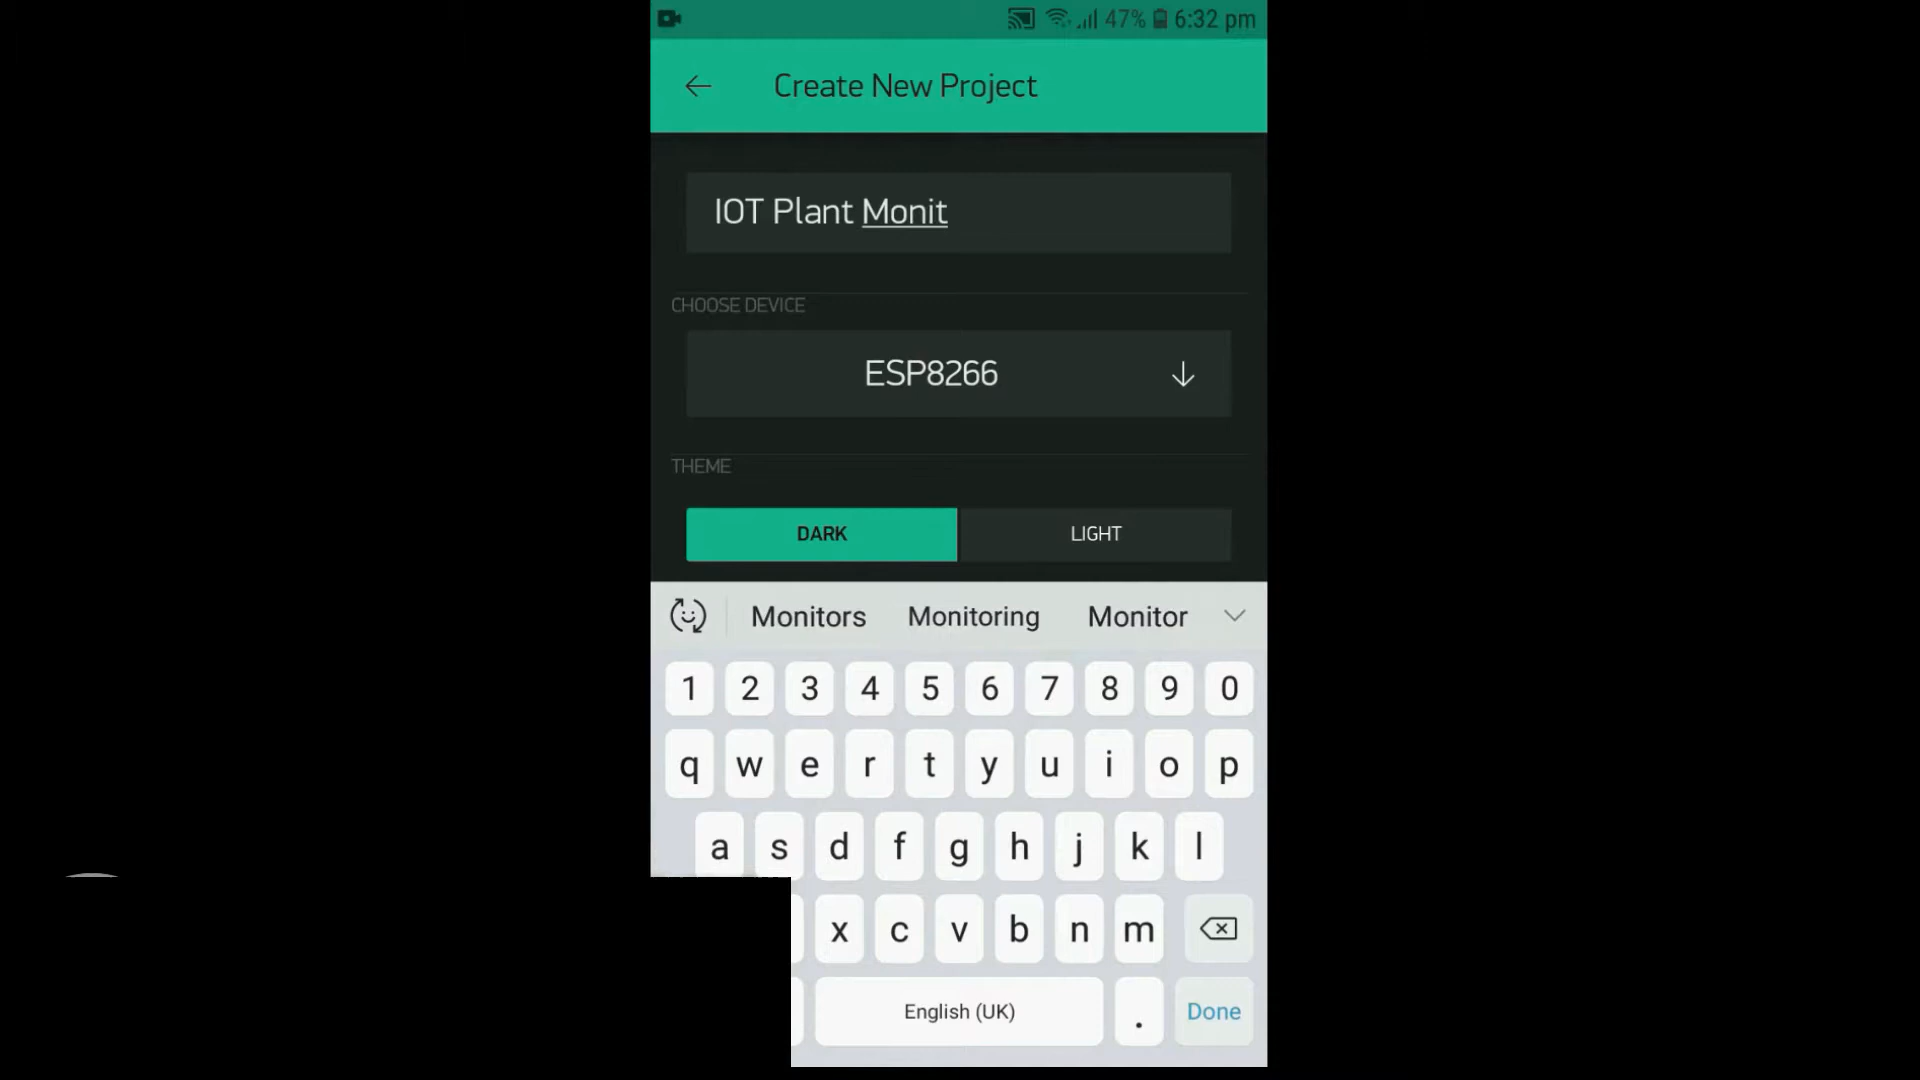 47% 6:32 pm
Create New Project
IOT Plant Monit
CHOOSE DEVICE
ESP8266
THEME
DARK LIGHT
Monitors Monitoring Monitor
1 2 3 4 5 6 7 8 9 0
q w e r t y u i o p
a s d f g h j k l
x c v b n m
English (UK) . Done